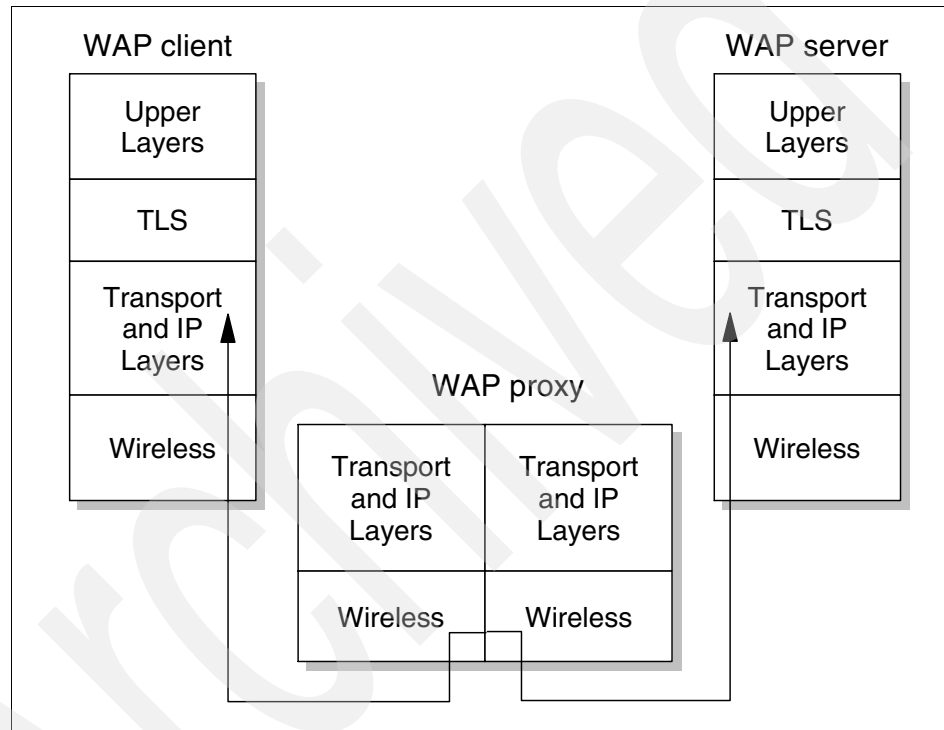 WAP client
WAP server
Upper
Layers
TLS
Transport
and IP
Layers
Wireless
Upper
Layers
TLS
Transport
and IP
Layers
Wireless
WAP proxy
Transport
and IP
Layers
Transport
and IP
Layers
Wireless
Wireless
Archived